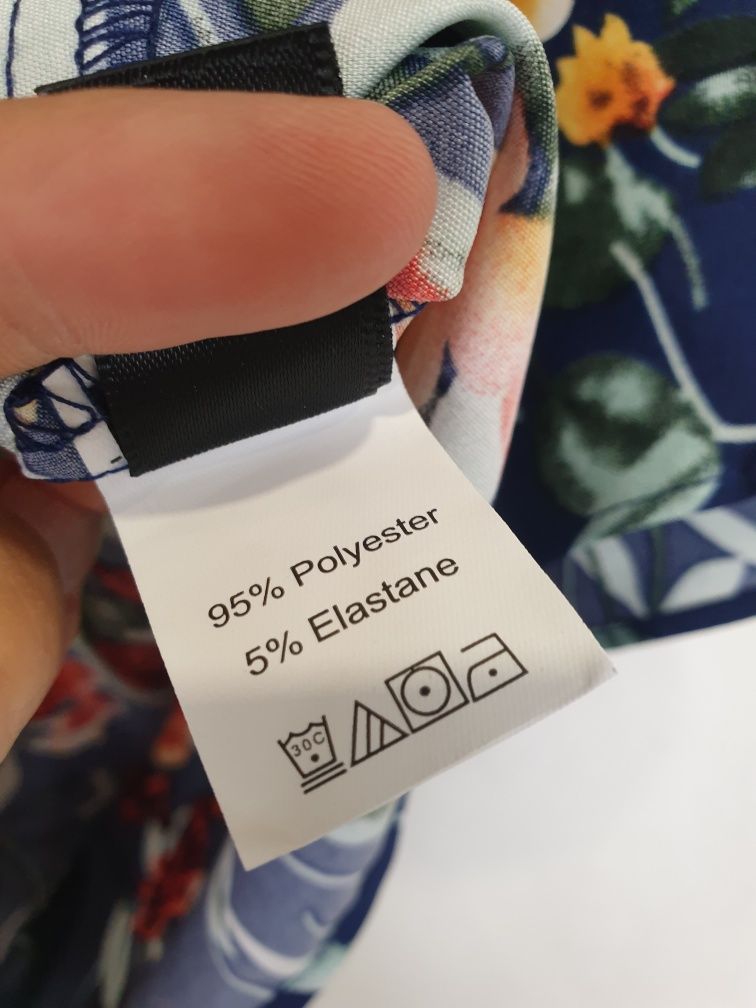 95% Polyester
5% Elastane
30C